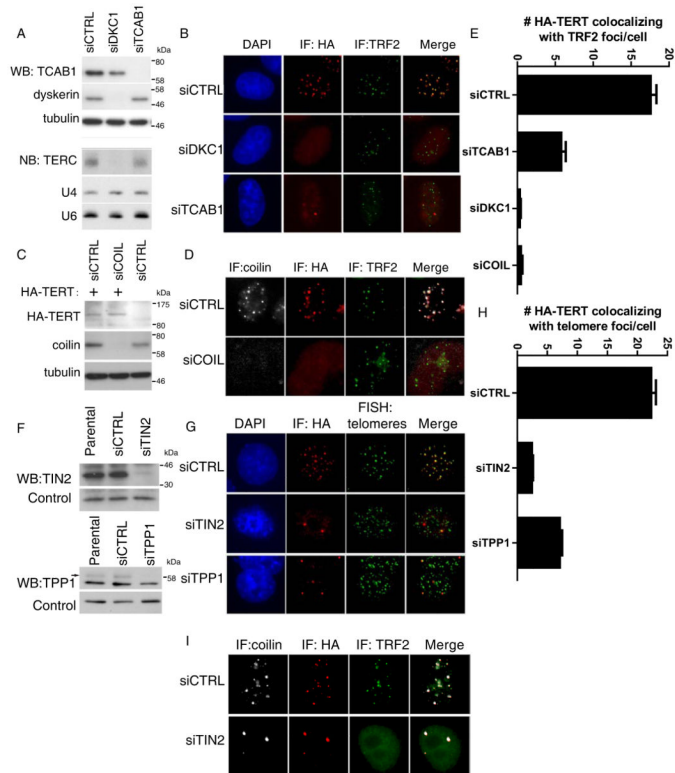 A
siCTRL siDKC1 siTCAB1
kDa
WB: TCAB1
80
58
dyskerin
58
46
tubulin
NB: TERC
U4
U6
B
DAPI IF: HA IF:TRF2 Merge
siCTRL
siDKC1
siTCAB1
E
# HA-TERT colocalizing
with TRF2 foci/cell
0 5 10 15 20
siCTRL
siTCAB1
siDKC1
siCOIL
C
siCTRL siCOIL siCTRL
HA-TERT: + +
kDa
HA-TERT
175
80
coilin
80
58
tubulin
46
D
IF:coilin IF: HA IF: TRF2 Merge
siCTRL
siCOIL
F
Parental siCTRL siTIN2
kDa
WB:TIN2
46
30
Control
Parental siCTRL siTPP1
kDa
WB:TPP1
58
Control
G
DAPI IF: HA FISH: telomeres Merge
siCTRL
siTIN2
siTPP1
H
# HA-TERT colocalizing
with telomere foci/cell
0 5 10 15 20 25
siCTRL
siTIN2
siTPP1
I
IF:coilin IF: HA IF: TRF2 Merge
siCTRL
siTIN2